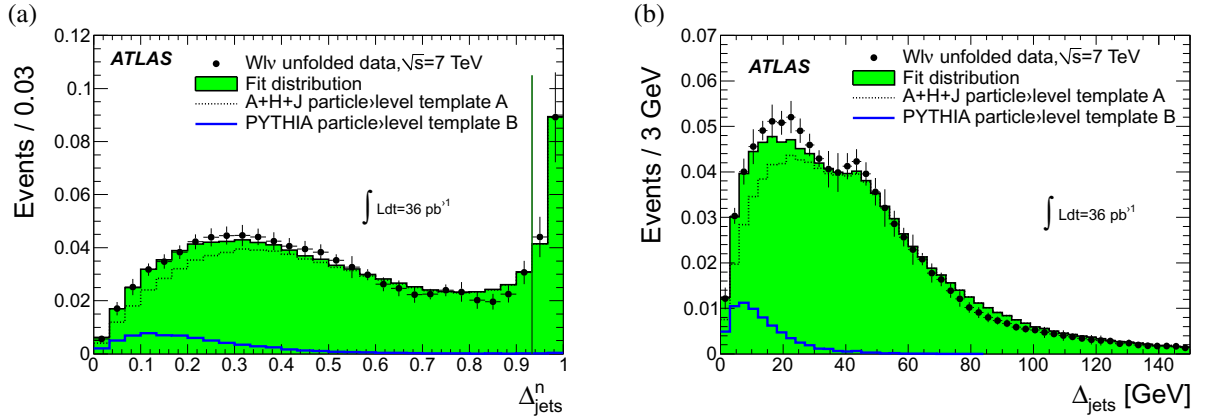 (a)
ATLAS
Wlν unfolded data,√s=7 TeV
Fit distribution
A+H+J particle›level template A
PYTHIA particle›level template B
∫ Ldt=36 pb›1
Events / 0.03
0.12
0.1
0.08
0.06
0.04
0.02
0
0 0.1 0.2 0.3 0.4 0.5 0.6 0.7 0.8 0.9 1
Δⁿjets
(b)
ATLAS
Wlν unfolded data,√s=7 TeV
Fit distribution
A+H+J particle›level template A
PYTHIA particle›level template B
∫ Ldt=36 pb›1
Events / 3 GeV
0.07
0.06
0.05
0.04
0.03
0.02
0.01
0
0 20 40 60 80 100 120 140
Δjets [GeV]